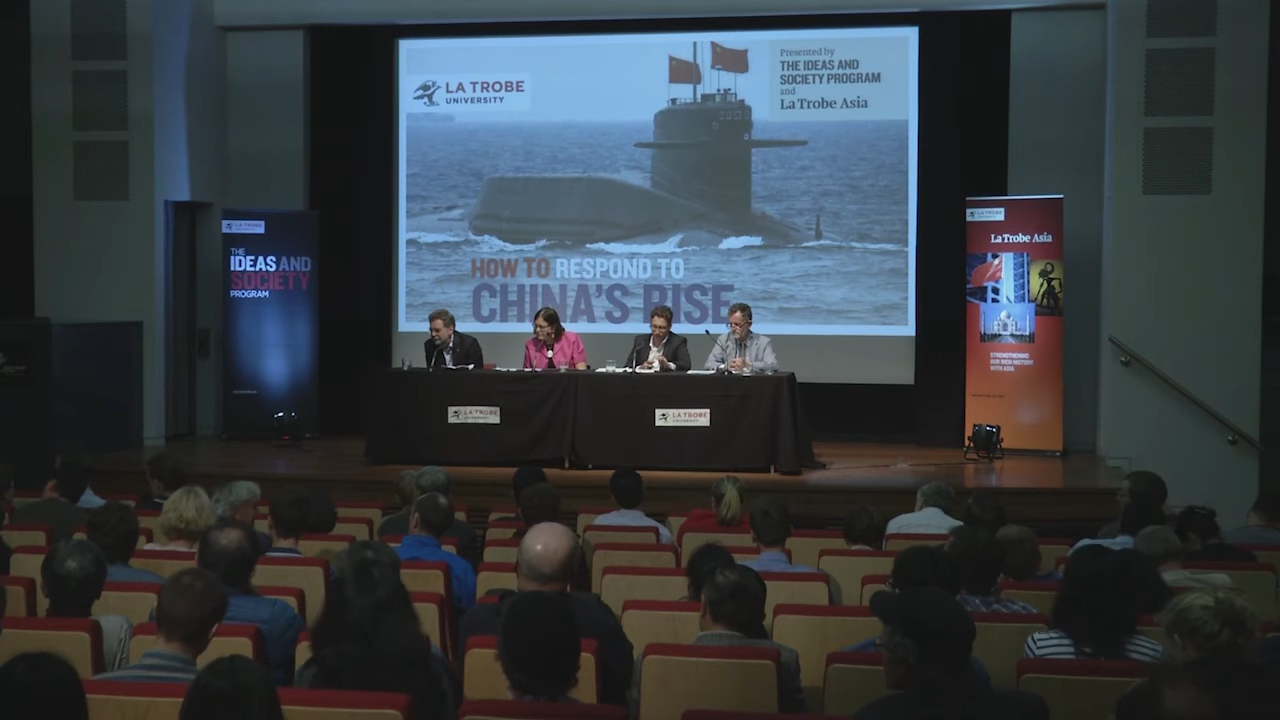 LA TROBE
UNIVERSITY
Presented by
THE IDEAS AND
SOCIETY PROGRAM
and
La Trobe Asia
HOW TO RESPOND TO
CHINA'S RISE
LA TROBE
THE
IDEAS AND
SOCIETY
PROGRAM
LA TROBE
La Trobe Asia
STRENGTHENING
OUR RICH HISTORY
WITH ASIA
LA TROBE
UNIVERSITY
LA TROBE
UNIVERSITY